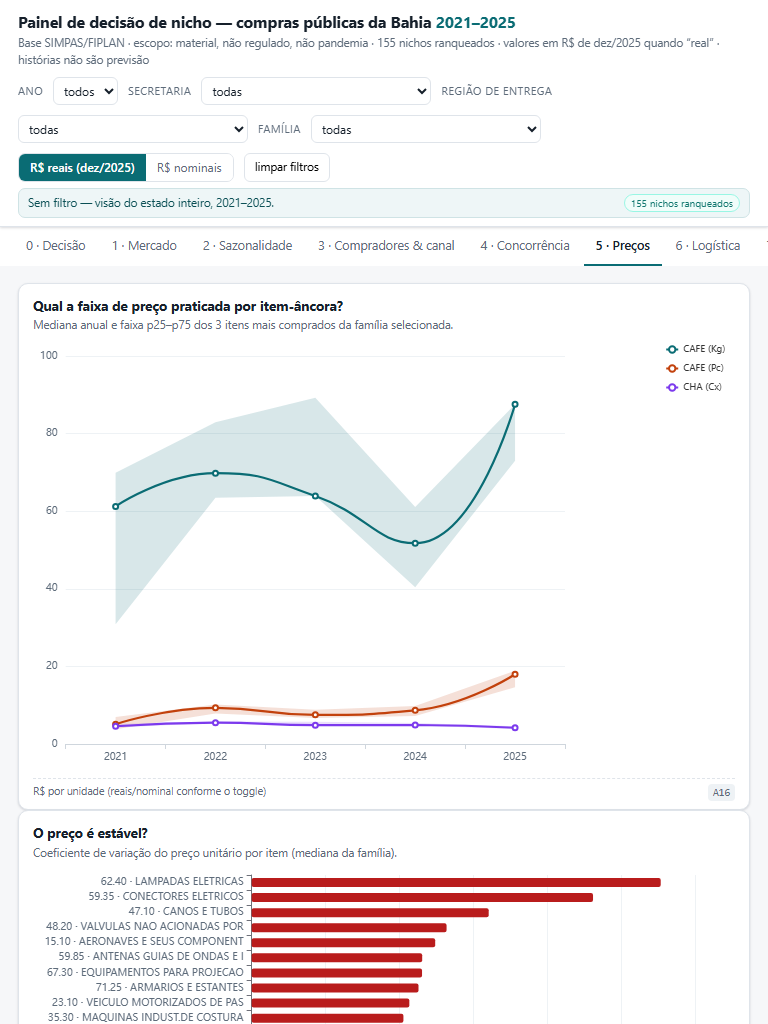 Painel de decisão de nicho — compras públicas da Bahia 2021–2025
Base SIMPAS/FIPLAN · escopo: material, não regulado, não pandemia · 155 nichos ranqueados · valores em R$ de dez/2025 quando "real" ·
histórias não são previsão
ANO todos SECRETARIA todas REGIÃO DE ENTREGA
todas FAMÍLIA todas
R$ reais (dez/2025) R$ nominais limpar filtros
Sem filtro — visão do estado inteiro, 2021–2025. 155 nichos ranqueados
0 · Decisão 1 · Mercado 2 · Sazonalidade 3 · Compradores & canal 4 · Concorrência 5 · Preços 6 · Logística
Qual a faixa de preço praticada por item-âncora?
Mediana anual e faixa p25–p75 dos 3 itens mais comprados da família selecionada.
CAFE (Kg)
CAFE (Pc)
CHA (Cx)
100
80
60
40
20
0
2021 2022 2023 2024 2025
R$ por unidade (reais/nominal conforme o toggle) A16
O preço é estável?
Coeficiente de variação do preço unitário por item (mediana da família).
62.40 · LAMPADAS ELETRICAS
59.35 · CONECTORES ELETRICOS
47.10 · CANOS E TUBOS
48.20 · VALVULAS NAO ACIONADAS POR
15.10 · AERONAVES E SEUS COMPONENT
59.85 · ANTENAS GUIAS DE ONDAS E I
67.30 · EQUIPAMENTOS PARA PROJECAO
71.25 · ARMARIOS E ESTANTES
23.10 · VEICULO MOTORIZADOS DE PAS
35.30 · MAQUINAS INDUST.DE COSTURA